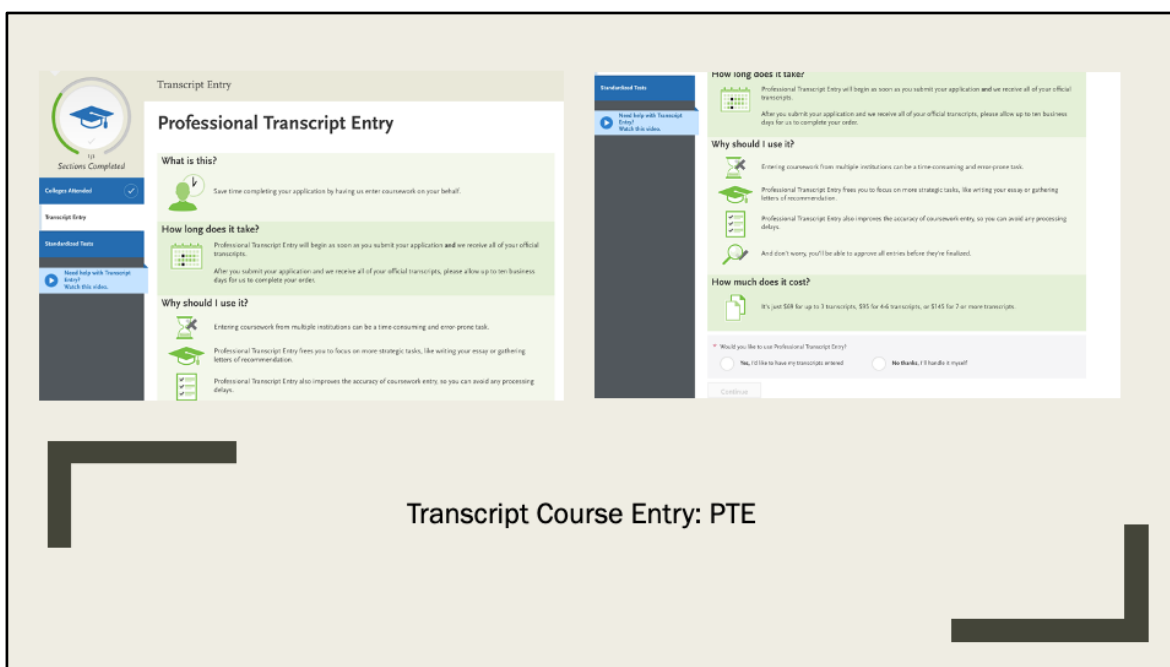 Transcript Entry
Professional Transcript Entry
Sections Completed
What is this?
Save time completing your application by having us enter coursework on your behalf.
Colleges Attended
Transcript Entry
Standardized Tests
Need help with Transcript
Entry?
Watch this video.
How long does it take?
Professional Transcript Entry will begin as soon as you submit your application and we receive all of your official
transcripts.
After you submit your application and we receive all of your official transcripts, please allow up to ten business
days for us to complete your order.
Why should I use it?
Entering coursework from multiple institutions can be a time-consuming and error-prone task.
Professional Transcript Entry frees you to focus on more strategic tasks, like writing your essay or gathering
letters of recommendation.
Professional Transcript Entry also improves the accuracy of coursework entry, so you can avoid any processing
delays.
Standardized Tests
Need help with Transcript
Entry?
Watch this video.
How long does it take?
Professional Transcript Entry will begin as soon as you submit your application and we receive all of your official
transcripts.
After you submit your application and we receive all of your official transcripts, please allow up to ten business
days for us to complete your order.
Why should I use it?
Entering coursework from multiple institutions can be a time-consuming and error-prone task.
Professional Transcript Entry frees you to focus on more strategic tasks, like writing your essay or gathering
letters of recommendation.
Professional Transcript Entry also improves the accuracy of coursework entry, so you can avoid any processing
delays.
And don't worry, you'll be able to approve all entries before they're finalized.
How much does it cost?
It's just $69 for up to 3 transcripts, $95 for 4-6 transcripts, or $145 for 7 or more transcripts.
* Would you like to use Professional Transcript Entry?
Yes, I'd like to have my transcripts entered
No thanks, I'll handle it myself
Continue
Transcript Course Entry: PTE